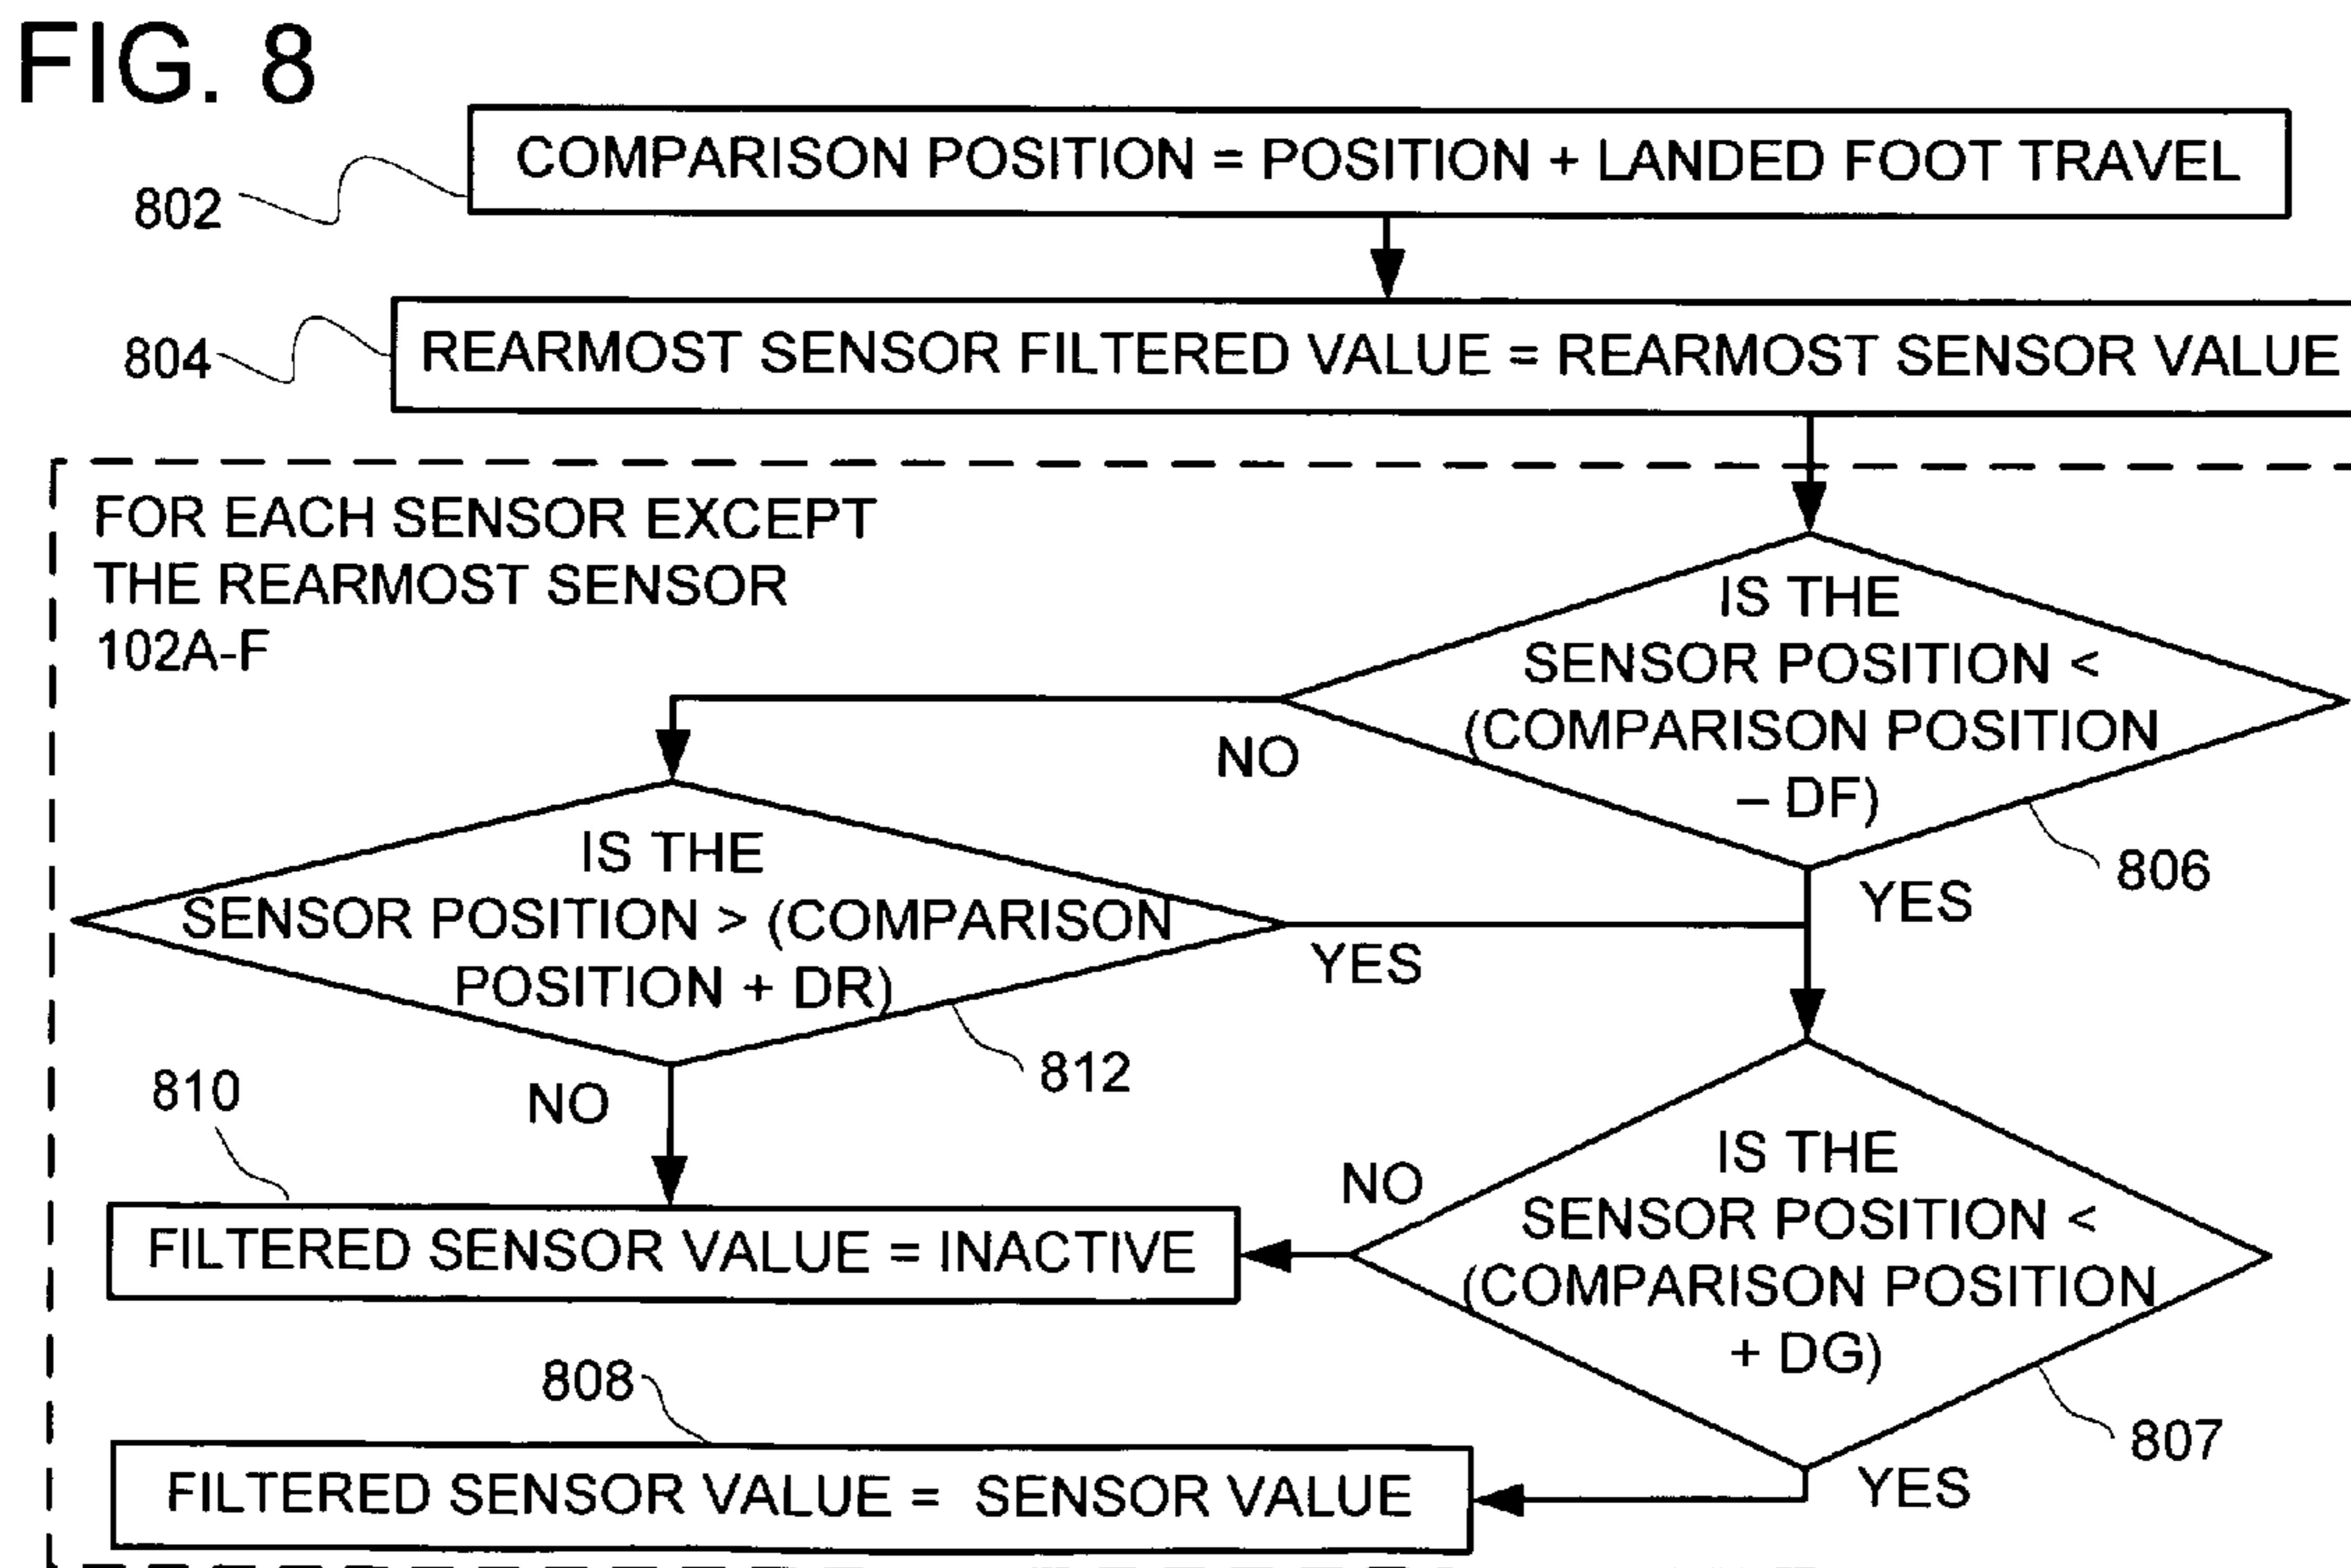 FIG. 8
COMPARISON POSITION = POSITION + LANDED FOOT TRAVEL
802
REARMOST SENSOR FILTERED VALUE = REARMOST SENSOR VALUE
804
FOR EACH SENSOR EXCEPT
THE REARMOST SENSOR
102A-F
IS THE
SENSOR POSITION <
(COMPARISON POSITION
– DF)
806
NO
YES
IS THE
SENSOR POSITION > (COMPARISON
POSITION + DR)
812
YES
NO
810
FILTERED SENSOR VALUE = INACTIVE
IS THE
SENSOR POSITION <
(COMPARISON POSITION
+ DG)
807
NO
YES
808
FILTERED SENSOR VALUE = SENSOR VALUE